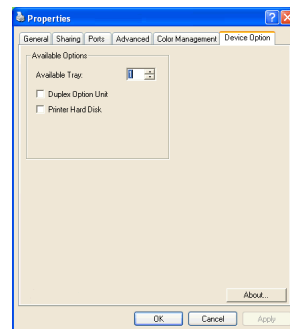 Properties
General Sharing Ports Advanced Color Management Device Option
Available Options
Available Tray: 1
Duplex Option Unit
Printer Hard Disk
About...
OK Cancel Apply